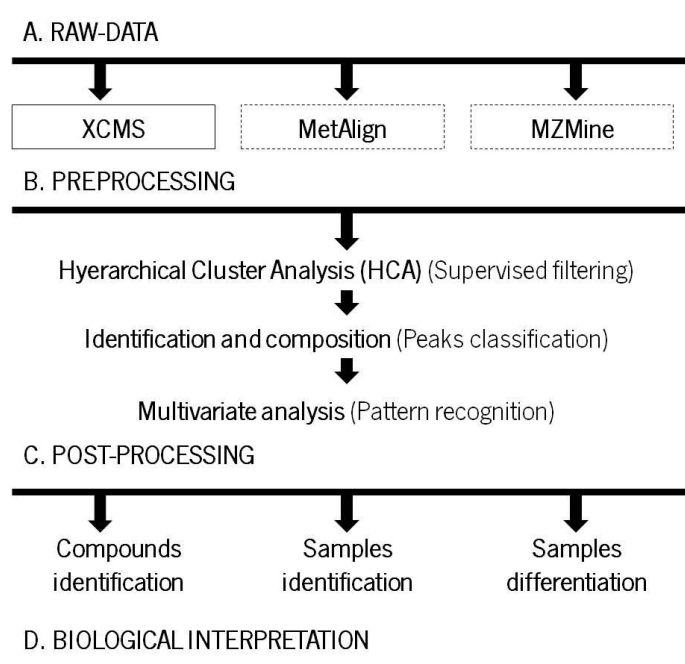 A. RAW-DATA
XCMS
MetAlign
MZMine
B. PREPROCESSING
Hyerarchical Cluster Analysis (HCA) (Supervised filtering)
Identification and composition (Peaks classification)
Multivariate analysis (Pattern recognition)
C. POST-PROCESSING
Compounds
identification
Samples
identification
Samples
differentiation
D. BIOLOGICAL INTERPRETATION